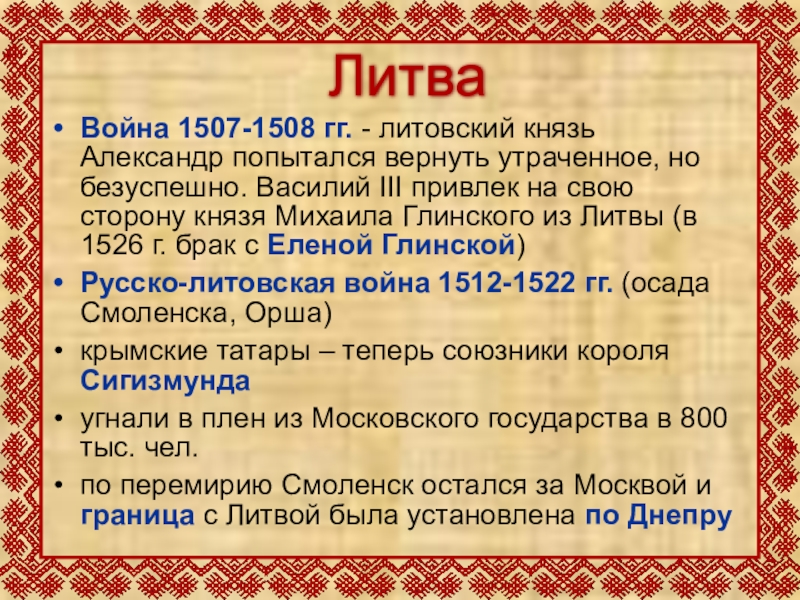 Литва
• Война 1507-1508 гг. - литовский князь
Александр попытался вернуть утраченное, но
безуспешно. Василий III привлек на свою
сторону князя Михаила Глинского из Литвы (в
1526 г. брак с Еленой Глинской)
• Русско-литовская война 1512-1522 гг. (осада
Смоленска, Орша)
• крымские татары – теперь союзники короля
Сигизмунда
• угнали в плен из Московского государства в 800
тыс. чел.
• по перемирию Смоленск остался за Москвой и
граница с Литвой была установлена по Днепру